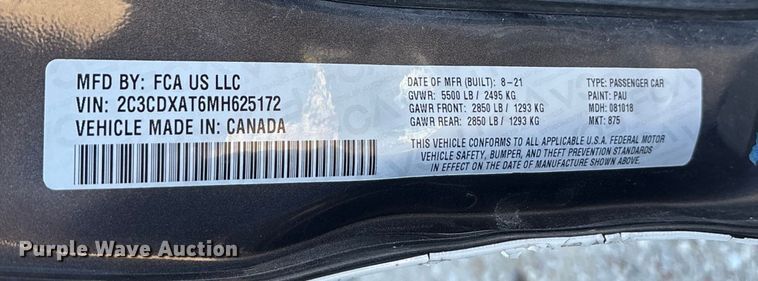 MFD BY: FCA US LLC
VIN: 2C3CDXAT6MH625172
VEHICLE MADE IN: CANADA
DATE OF MFR (BUILT): 8-21
GVWR: 5500 LB / 2495 KG
GAWR FRONT: 2850 LB / 1293 KG
GAWR REAR: 2850 LB / 1293 KG
TYPE: PASSENGER CAR
PAINT: PAU
MDH: 081018
MKT: 875
THIS VEHICLE CONFORMS TO ALL APPLICABLE U.S.A. FEDERAL MOTOR
VEHICLE SAFETY, BUMPER, AND THEFT PREVENTION STANDARDS
IN EFFECT ON THE DATE OF MANUFACTURE SHOWN ABOVE.
Purple Wave Auction
Purple Wave Auction